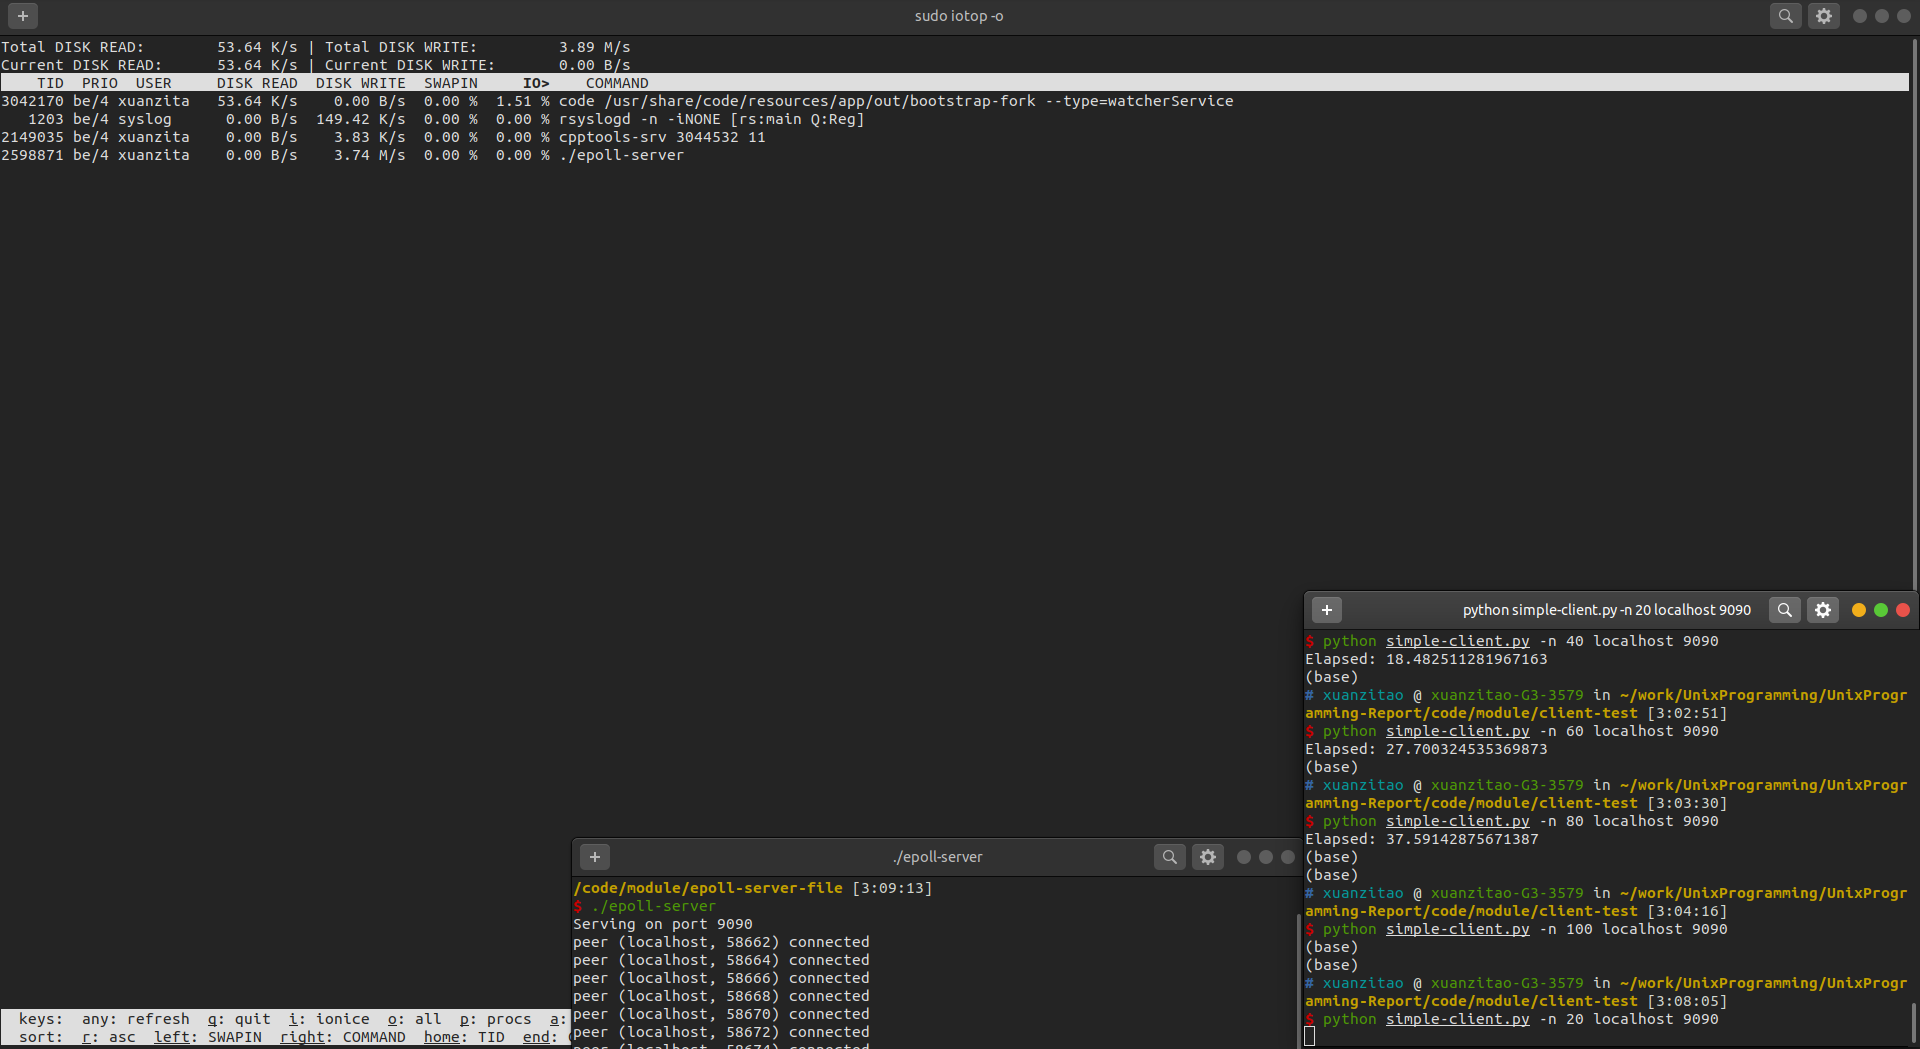 sudo iotop -o
Total DISK READ:        53.64 K/s | Total DISK WRITE:         3.89 M/s
Current DISK READ:      53.64 K/s | Current DISK WRITE:       0.00 B/s
    TID  PRIO  USER     DISK READ  DISK WRITE  SWAPIN     IO>    COMMAND
3042170 be/4 xuanzita   53.64 K/s    0.00 B/s  0.00 %  1.51 % code /usr/share/code/resources/app/out/bootstrap-fork --type=watcherService
   1203 be/4 syslog      0.00 B/s  149.42 K/s  0.00 %  0.00 % rsyslogd -n -iNONE [rs:main Q:Reg]
2149035 be/4 xuanzita    0.00 B/s    3.83 K/s  0.00 %  0.00 % cpptools-srv 3044532 11
2598871 be/4 xuanzita    0.00 B/s    3.74 M/s  0.00 %  0.00 % ./epoll-server
keys:  any: refresh  q: quit  i: ionice  o: all  p: procs  a:
sort:  r: asc  left: SWAPIN  right: COMMAND  home: TID  end:
./epoll-server
/code/module/epoll-server-file [3:09:13]
$ ./epoll-server
Serving on port 9090
peer (localhost, 58662) connected
peer (localhost, 58664) connected
peer (localhost, 58666) connected
peer (localhost, 58668) connected
peer (localhost, 58670) connected
peer (localhost, 58672) connected
peer (localhost, 58674) connected
python simple-client.py -n 20 localhost 9090
$ python simple-client.py -n 40 localhost 9090
Elapsed: 18.482511281967163
(base)
# xuanzitao @ xuanzitao-G3-3579 in ~/work/UnixProgramming/UnixProgr
amming-Report/code/module/client-test [3:02:51]
$ python simple-client.py -n 60 localhost 9090
Elapsed: 27.700324535369873
(base)
# xuanzitao @ xuanzitao-G3-3579 in ~/work/UnixProgramming/UnixProgr
amming-Report/code/module/client-test [3:03:30]
$ python simple-client.py -n 80 localhost 9090
Elapsed: 37.59142875671387
(base)
(base)
# xuanzitao @ xuanzitao-G3-3579 in ~/work/UnixProgramming/UnixProgr
amming-Report/code/module/client-test [3:04:16]
$ python simple-client.py -n 100 localhost 9090
(base)
(base)
# xuanzitao @ xuanzitao-G3-3579 in ~/work/UnixProgramming/UnixProgr
amming-Report/code/module/client-test [3:08:05]
$ python simple-client.py -n 20 localhost 9090